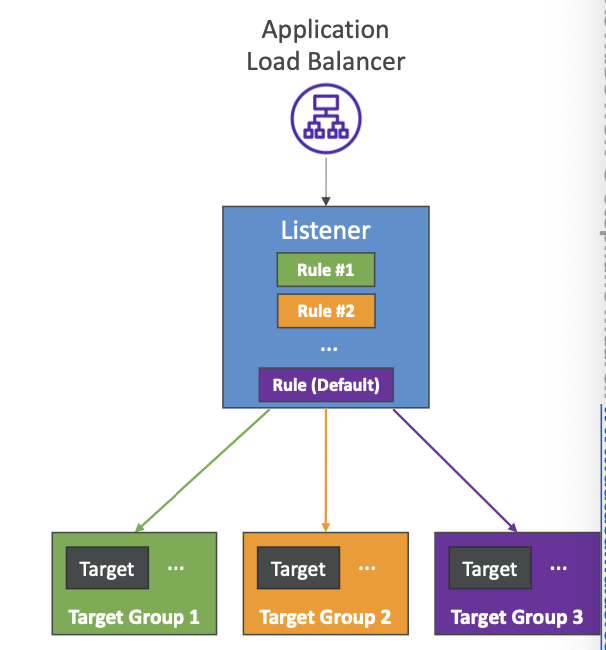 Application
Load Balancer
Listener
Rule #1
Rule #2
...
Rule (Default)
Target ...
Target Group 1
Target ...
Target Group 2
Target ...
Target Group 3